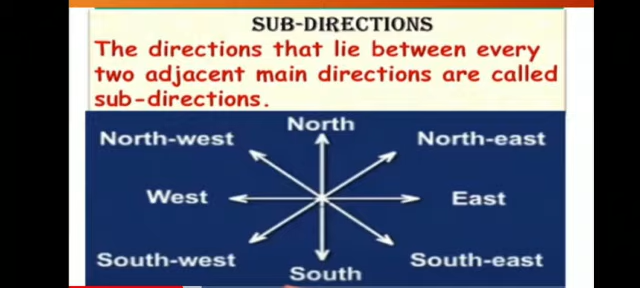 SUB-DIRECTIONS
The directions that lie between every
two adjacent main directions are called
sub-directions.
North-west North North-east
West East
South-west South South-east